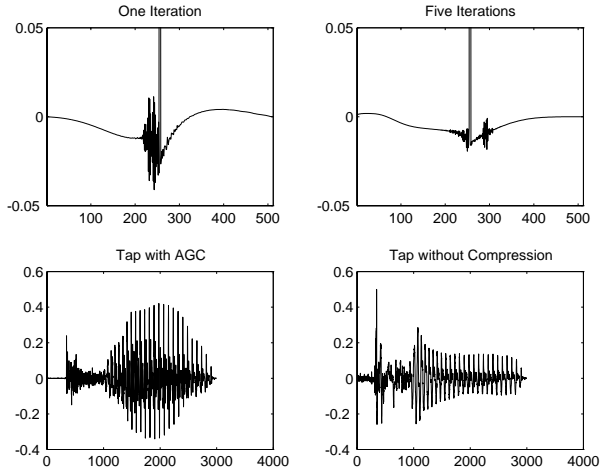 One Iteration
Five Iterations
0.05
0
-0.05
100 200 300 400 500
0.05
0
-0.05
100 200 300 400 500
Tap with AGC
Tap without Compression
0.6
0.4
0.2
0
-0.2
-0.4
0 1000 2000 3000 4000
0.6
0.4
0.2
0
-0.2
-0.4
0 1000 2000 3000 4000